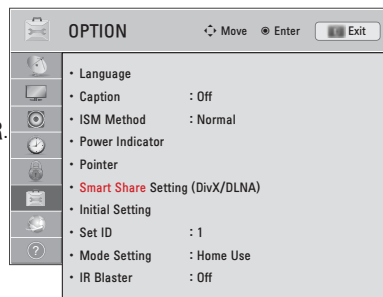 OPTION Move Enter Exit
• Language
• Caption : Off
• ISM Method : Normal
R.
• Power Indicator
• Pointer
• Smart Share Setting (DivX/DLNA)
• Initial Setting
• Set ID : 1
• Mode Setting : Home Use
• IR Blaster : Off
?